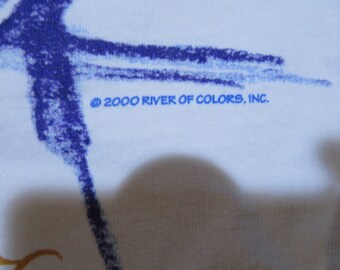 © 2000 RIVER OF COLORS, INC.